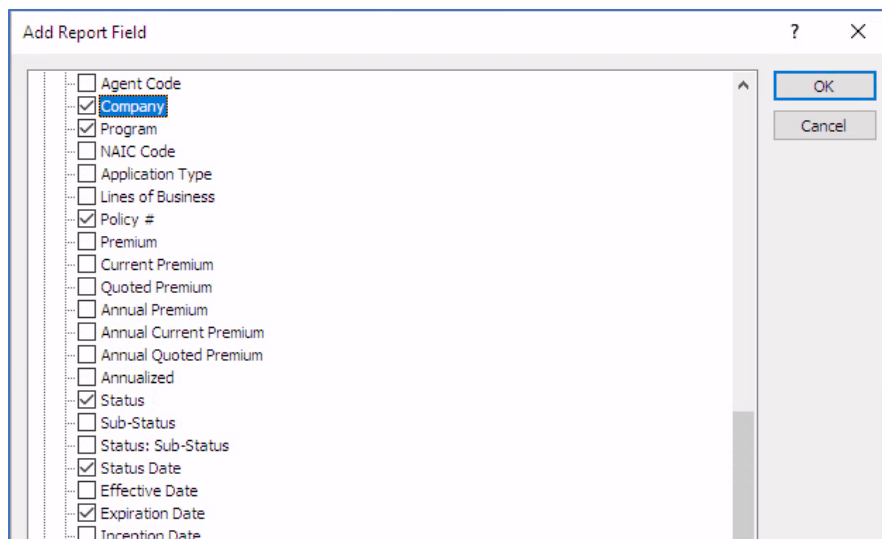 Add Report Field
?
Agent Code
OK
Company
Program
Cancel
NAIC Code
Application Type
Lines of Business
Policy #
Premium
Current Premium
Quoted Premium
Annual Premium
Annual Current Premium
Annual Quoted Premium
Annualized
Status
Sub-Status
Status: Sub-Status
Status Date
Effective Date
Expiration Date
Inception Date